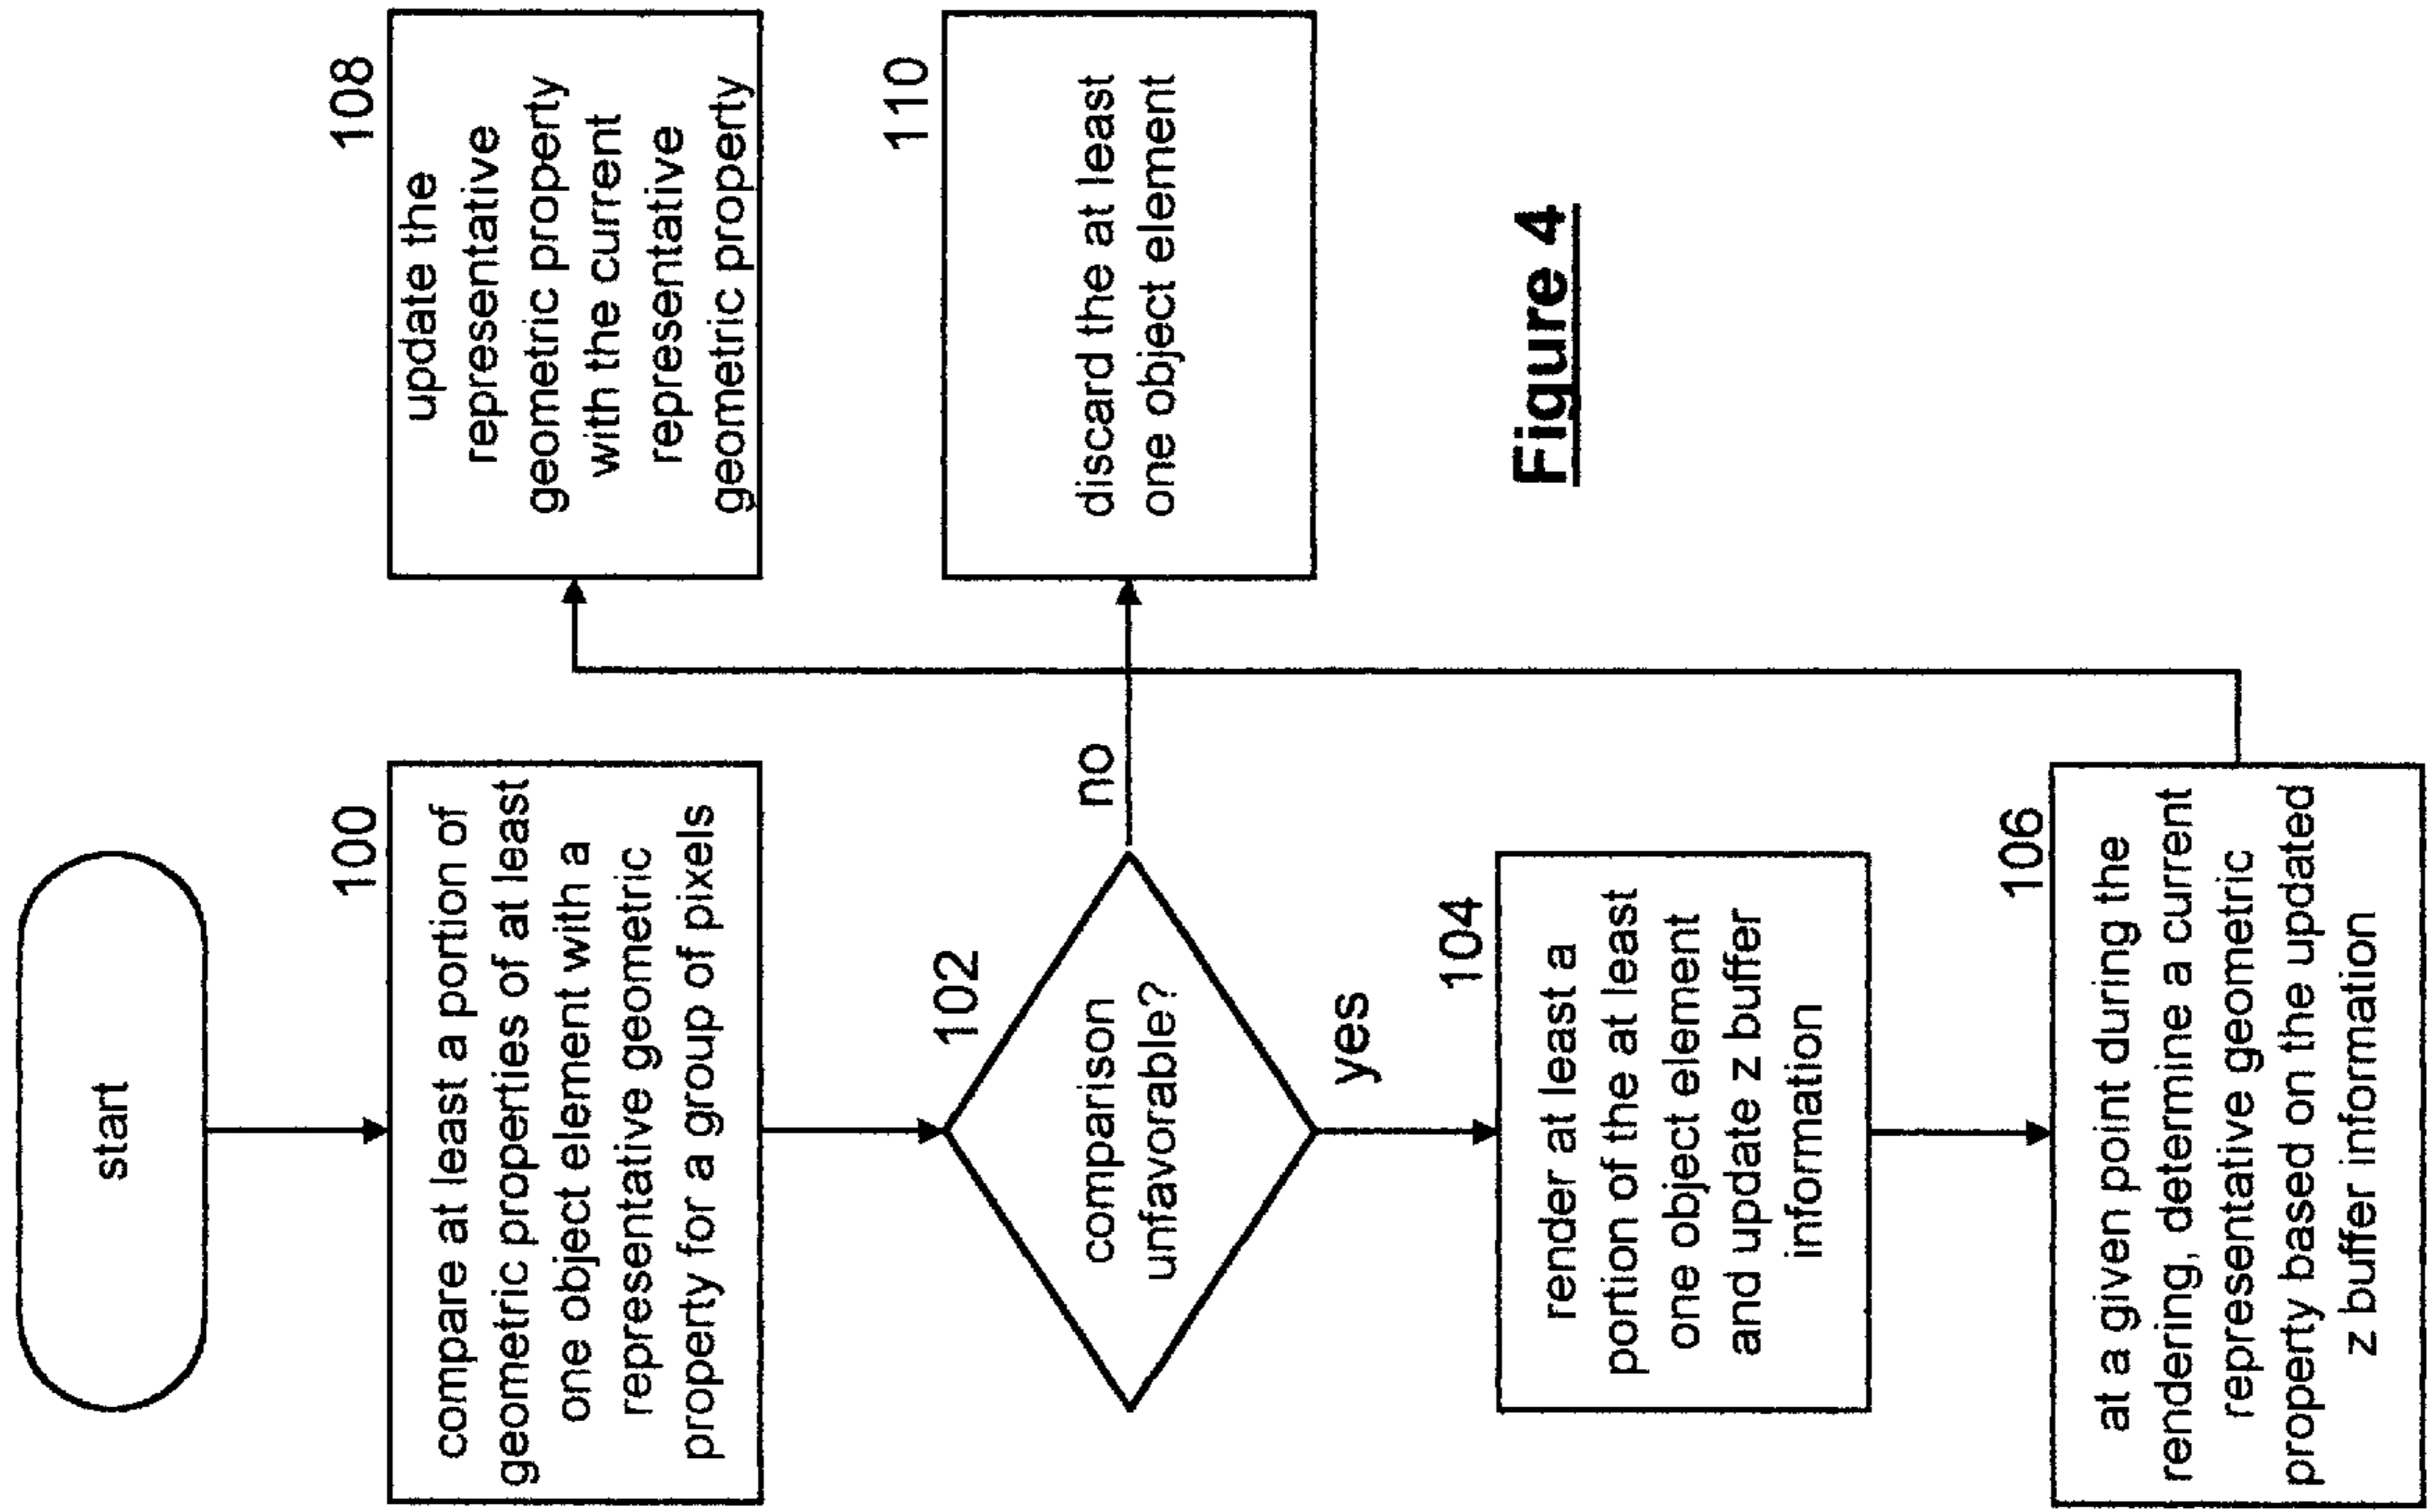 start
100
compare at least a portion of
geometric properties of at least
one object element with a
representative geometric
property for a group of pixels
102
comparison
unfavorable?
no
yes
104
render at least a
portion of the at least
one object element
and update z buffer
information
106
at a given point during the
rendering, determine a current
representative geometric
property based on the updated
z buffer information
108
update the
representative
geometric property
with the current
representative
geometric property
110
discard the at least
one object element
Figure 4